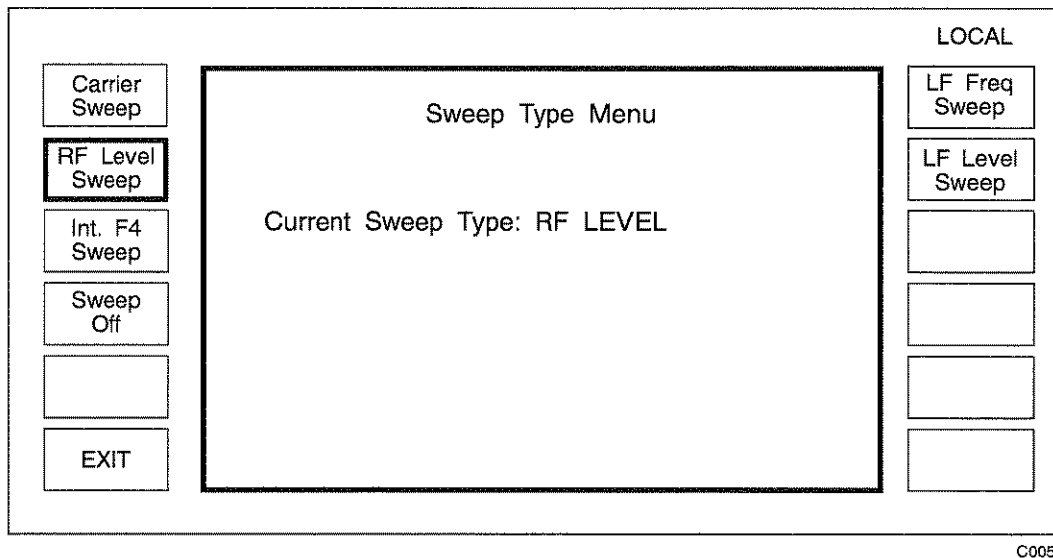 LOCAL
Carrier
Sweep
RF Level
Sweep
Int. F4
Sweep
Sweep
Off
EXIT
Sweep Type Menu
Current Sweep Type: RF LEVEL
LF Freq
Sweep
LF Level
Sweep
C005